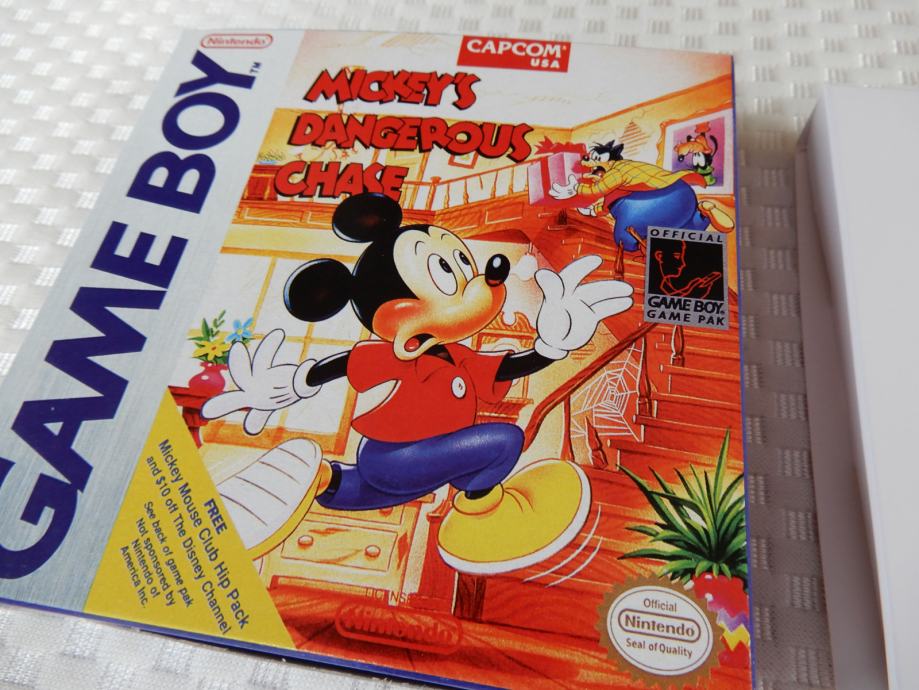 Nintendo
GAME BOY™
CAPCOM®
USA
MICKEY'S
DANGEROUS
CHASE
OFFICIAL
GAME BOY
GAME PAK
FREE
Mickey Mouse Club Hip Pack
and $10 off The Disney Channel
See back of game pak
Not sponsored by
Nintendo of
America Inc.
Nintendo
Official
Nintendo
Seal of Quality